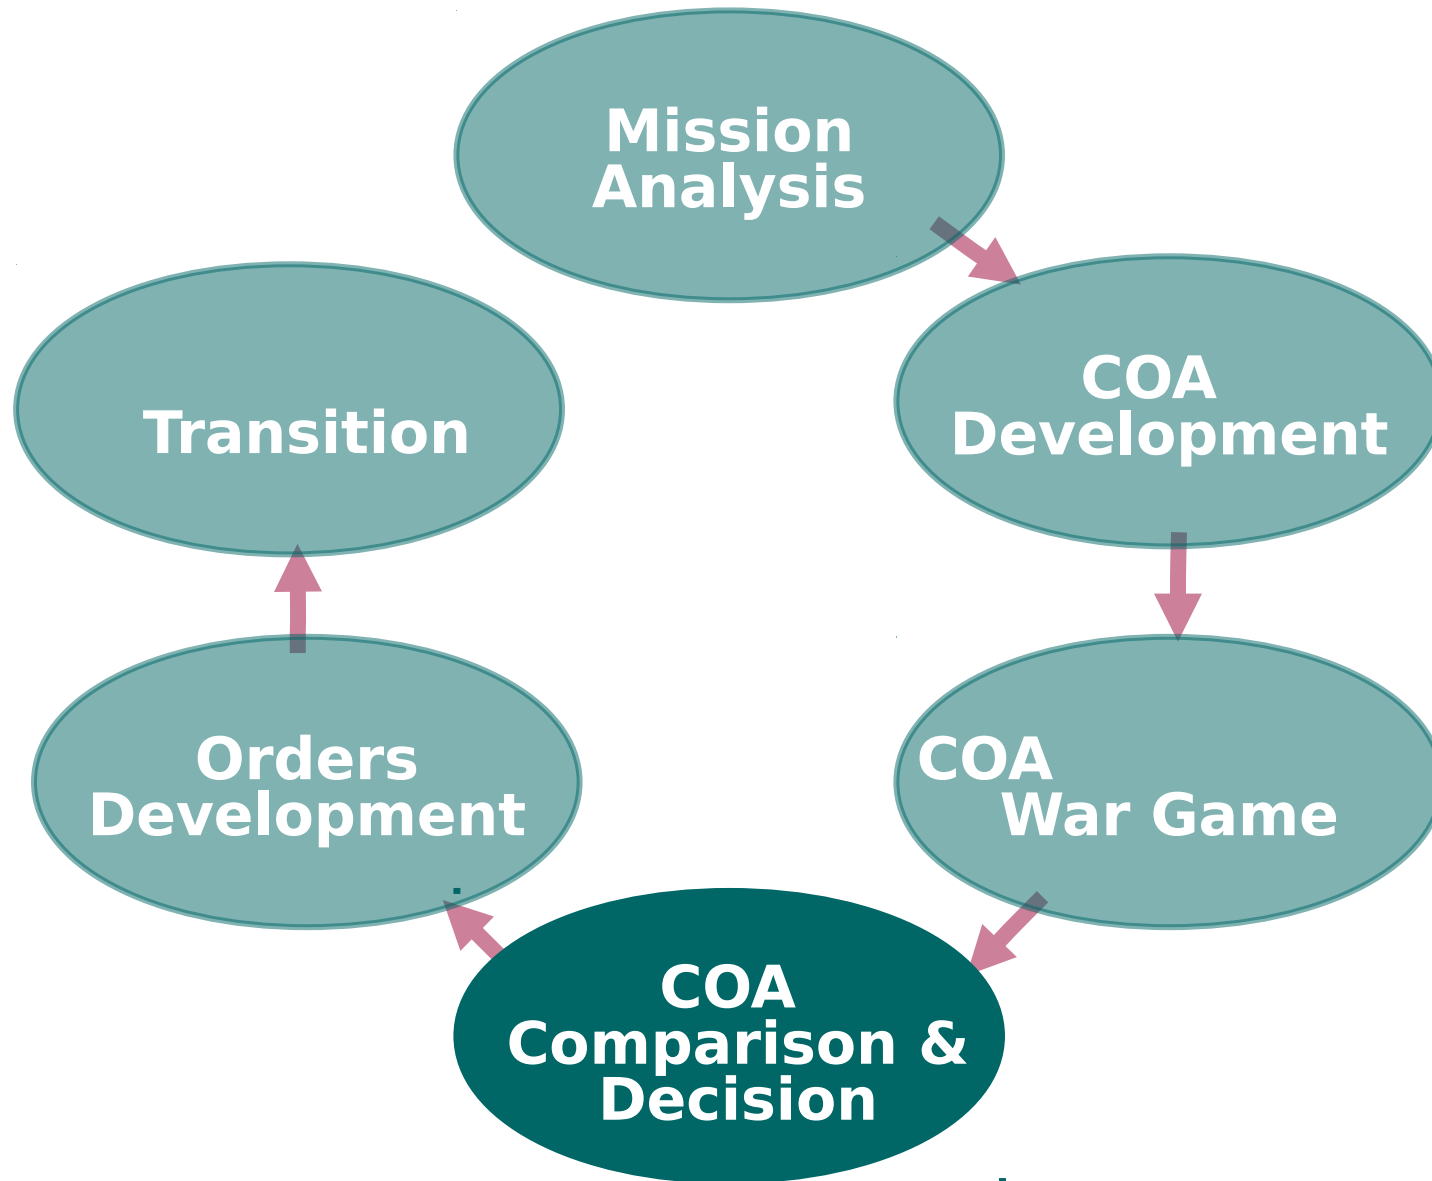 Mission
Analysis
COA
Development
COA
War Game
COA
Comparison &
Decision
Orders
Development
Transition